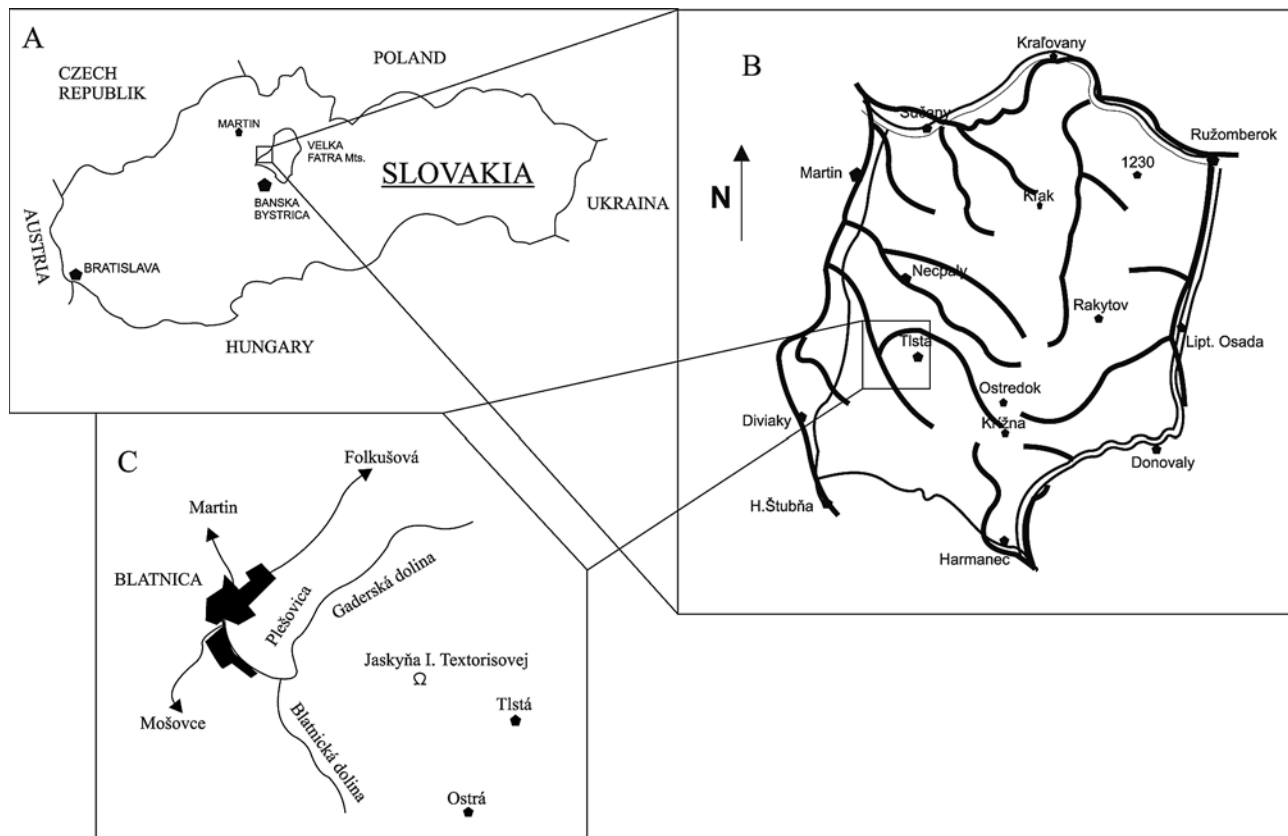 A
CZECH
REPUBLIK
POLAND
MARTIN
VELKA
FATRA Mts.
SLOVAKIA
BANSKA
BYSTRICA
UKRAINA
AUSTRIA
BRATISLAVA
HUNGARY
B
Kraľovany
Sučany
Ružomberok
Martin
1230
N
Krak
Necpaly
Rakytov
Tlstá
Lipt. Osada
Ostredok
Diviaky
Krížna
Donovaly
H.Štubňa
Harmanec
C
Folkušová
Martin
BLATNICA
Plešovica
Gaderská dolina
Jaskyňa I. Textorisovej
Ω
Tlstá
Mošovce
Blatnická dolina
Ostrá